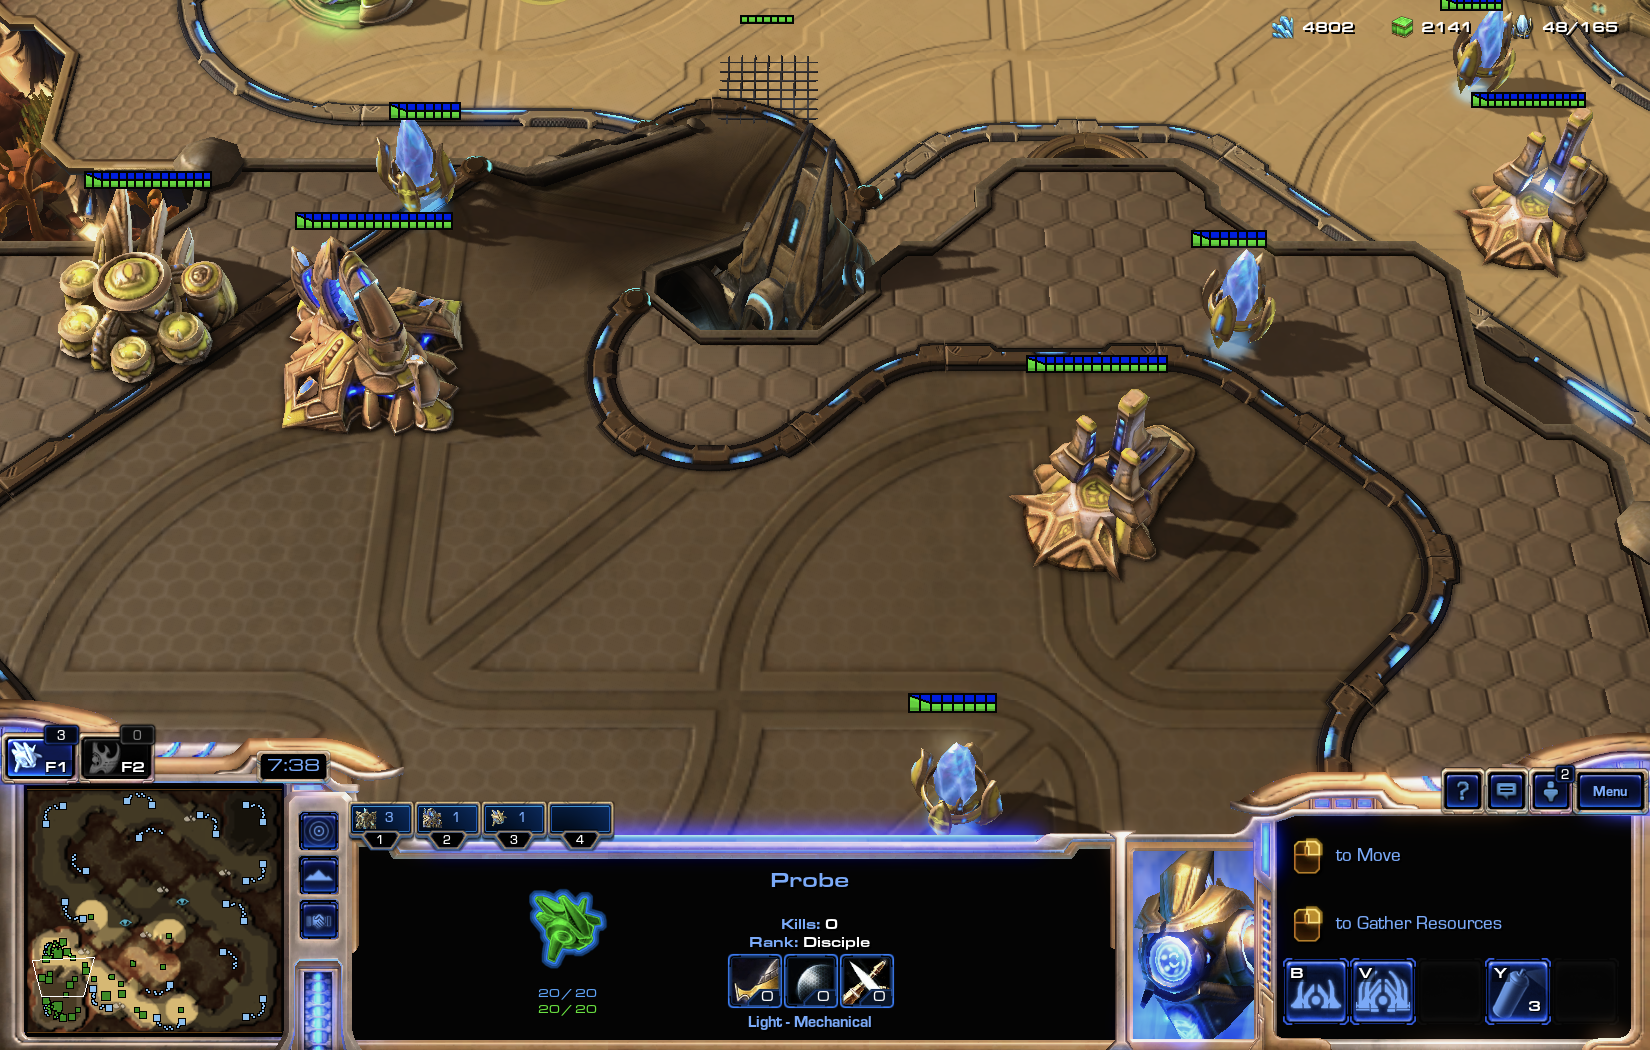 4802 2141 48/165
3 0
F1 F2
7:38
2
Menu
?
3 1 1
1 2 3 4
Probe
Kills: 0
Rank: Disciple
0 0 0
20/20
20/20
Light - Mechanical
to Move
to Gather Resources
B V Y
3